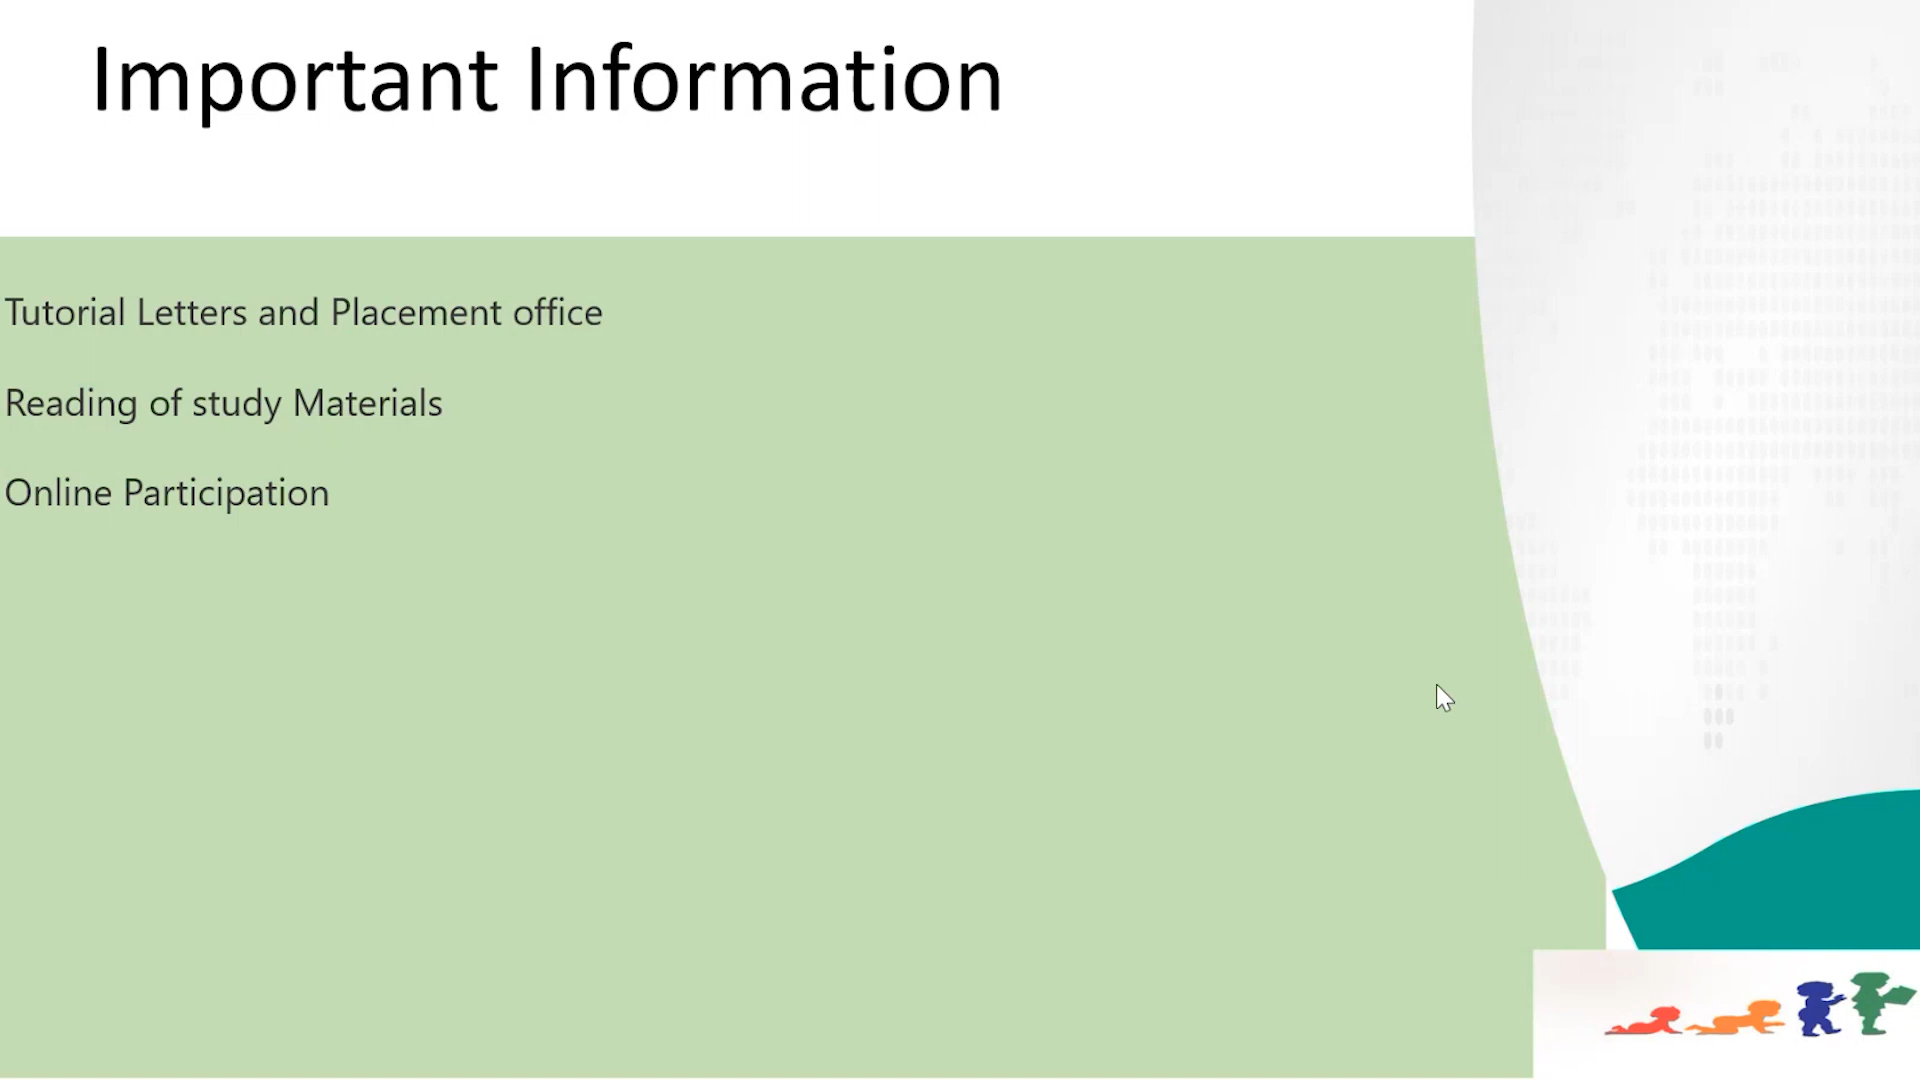 Important Information
Tutorial Letters and Placement office
Reading of study Materials
Online Participation